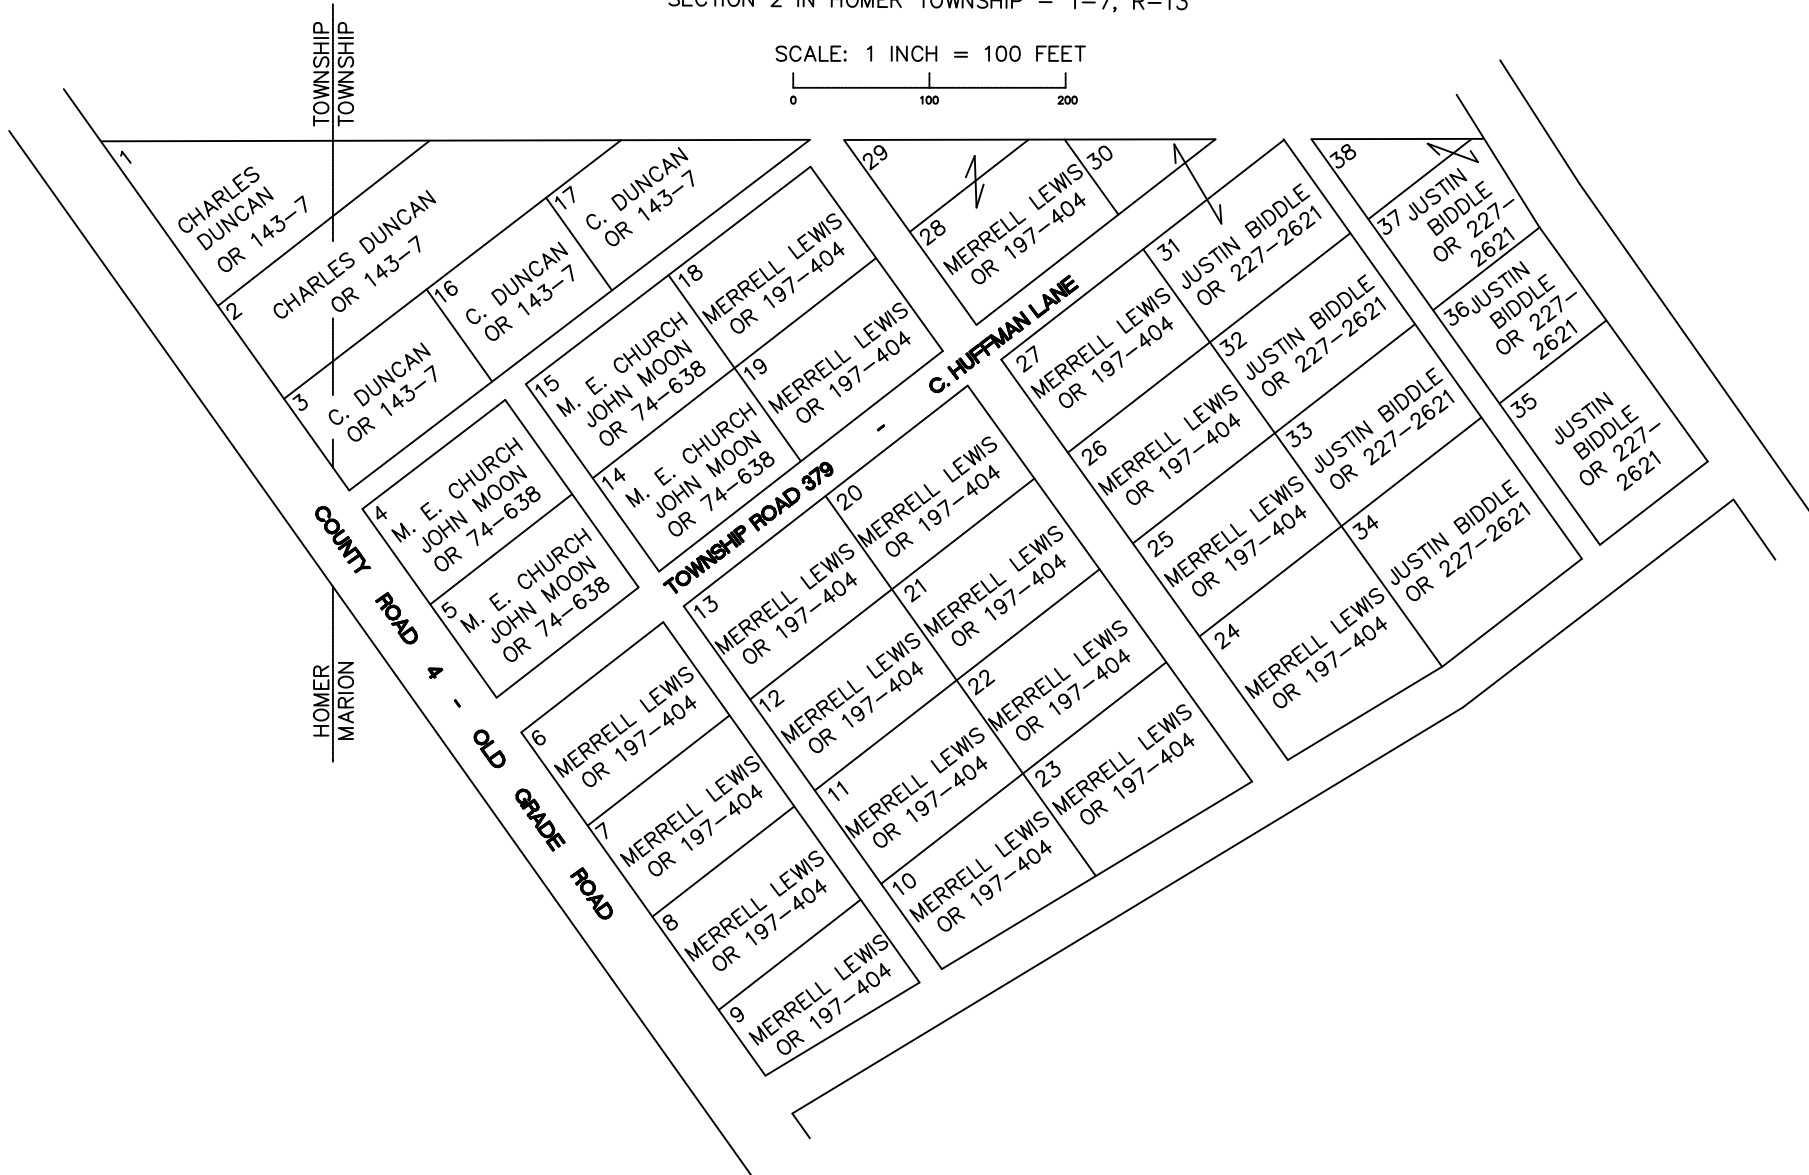 SECTION 2 IN HOMER TOWNSHIP – T–7, R–13
SCALE: 1 INCH = 100 FEET
0 100 200
TOWNSHIP
TOWNSHIP
HOMER
MARION
1
CHARLES
DUNCAN
OR 143–7
2
CHARLES DUNCAN
OR 143–7
3
C. DUNCAN
OR 143–7
16
C. DUNCAN
OR 143–7
17
C. DUNCAN
OR 143–7
4
M. E. CHURCH
JOHN MOON
OR 74–638
5
M. E. CHURCH
JOHN MOON
OR 74–638
15
M. E. CHURCH
JOHN MOON
OR 74–638
14
M. E. CHURCH
JOHN MOON
OR 74–638
18
MERRELL LEWIS
OR 197–404
19
MERRELL LEWIS
OR 197–404
29
28
MERRELL LEWIS
OR 197–404
30
TOWNSHIP ROAD 379 - C. HUFFMAN LANE
COUNTY ROAD 4 - OLD GRADE ROAD
6
MERRELL LEWIS
OR 197–404
7
MERRELL LEWIS
OR 197–404
8
MERRELL LEWIS
OR 197–404
9
MERRELL LEWIS
OR 197–404
13
MERRELL LEWIS
OR 197–404
12
MERRELL LEWIS
OR 197–404
11
MERRELL LEWIS
OR 197–404
10
MERRELL LEWIS
OR 197–404
20
MERRELL LEWIS
OR 197–404
21
MERRELL LEWIS
OR 197–404
22
MERRELL LEWIS
OR 197–404
23
MERRELL LEWIS
OR 197–404
27
MERRELL LEWIS
OR 197–404
26
MERRELL LEWIS
OR 197–404
25
MERRELL LEWIS
OR 197–404
24
MERRELL LEWIS
OR 197–404
31
JUSTIN BIDDLE
OR 227–2621
32
JUSTIN BIDDLE
OR 227–2621
33
JUSTIN BIDDLE
OR 227–2621
34
JUSTIN BIDDLE
OR 227–2621
38
37 JUSTIN
BIDDLE
OR 227–
2621
36 JUSTIN
BIDDLE
OR 227–
2621
35
JUSTIN
BIDDLE
OR 227–
2621